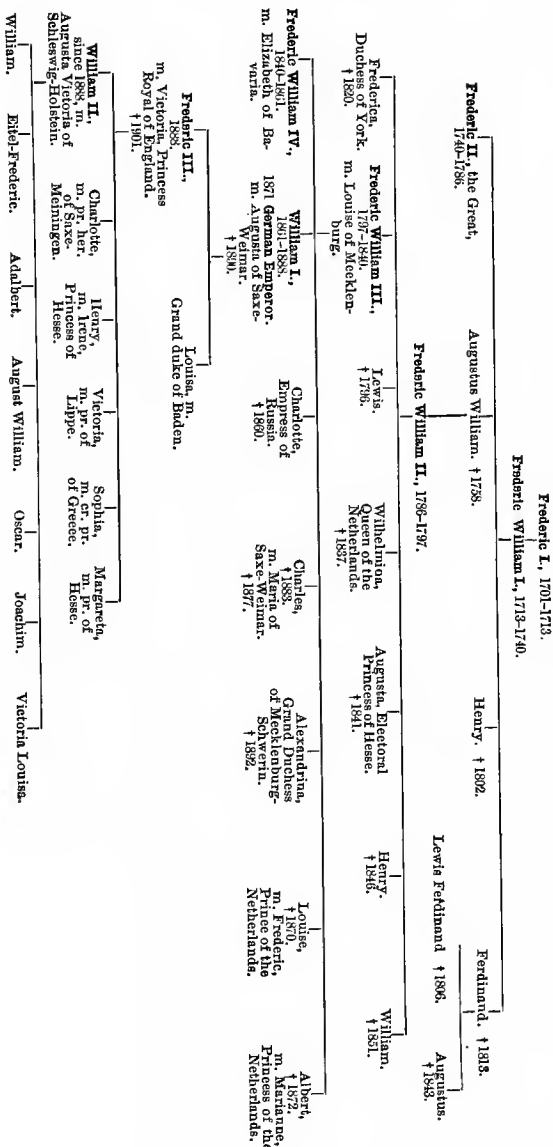 Frederic I., 1701–1713.
Frederic William I., 1713–1740.
Frederic II., the Great,
1740–1786.
Augustus William. † 1758.
Henry. † 1802.
Ferdinand. † 1813.
Frederic William II., 1786–1797.
Lewis Ferdinand † 1806.
Augustus.
† 1843.
Frederica,
Duchess of York.
† 1820.
Frederic William III.,
1797–1840.
m. Louise of Mecklen-
burg.
Lewis.
† 1796.
Wilhelmina,
Queen of the
Netherlands.
† 1837.
Augusta, Electoral
Princess of Hesse.
† 1841.
Henry.
† 1846.
William.
† 1851.
Frederic William IV.,
1840–1861.
m. Elizabeth of Ba-
varia.
William I.,
1861–1888.
1871 German Emperor.
m. Augusta of Saxe-
Weimar.
† 1890.
Charlotte,
Empress of
Russia.
† 1860.
Charles,
† 1883.
m. Maria of
Saxe-Weimar.
† 1877.
Alexandrina,
Grand Duchess
of Mecklenburg-
Schwerin.
† 1892.
Louise,
† 1870.
m. Frederic,
Prince of the
Netherlands.
Albert,
† 1872.
m. Marianne,
Princess of the
Netherlands.
Frederic III.,
1888.
m. Victoria, Princess
Royal of England.
† 1901.
Louisa, m.
Grand duke of Baden.
William II.,
since 1888, m.
Augusta Victoria of
Schleswig-Holstein.
Charlotte,
m. pr. her.
of Saxe-
Meiningen.
Henry,
m. Irene,
Princess of
Hesse.
Victoria,
m. pr. of
Lippe.
Sophia,
m. cr. pr.
of Greece.
Margareta,
m. pr. of
Hesse.
William.
Eitel-Frederic.
Adalbert.
August William.
Oscar.
Joachim.
Victoria Louisa.